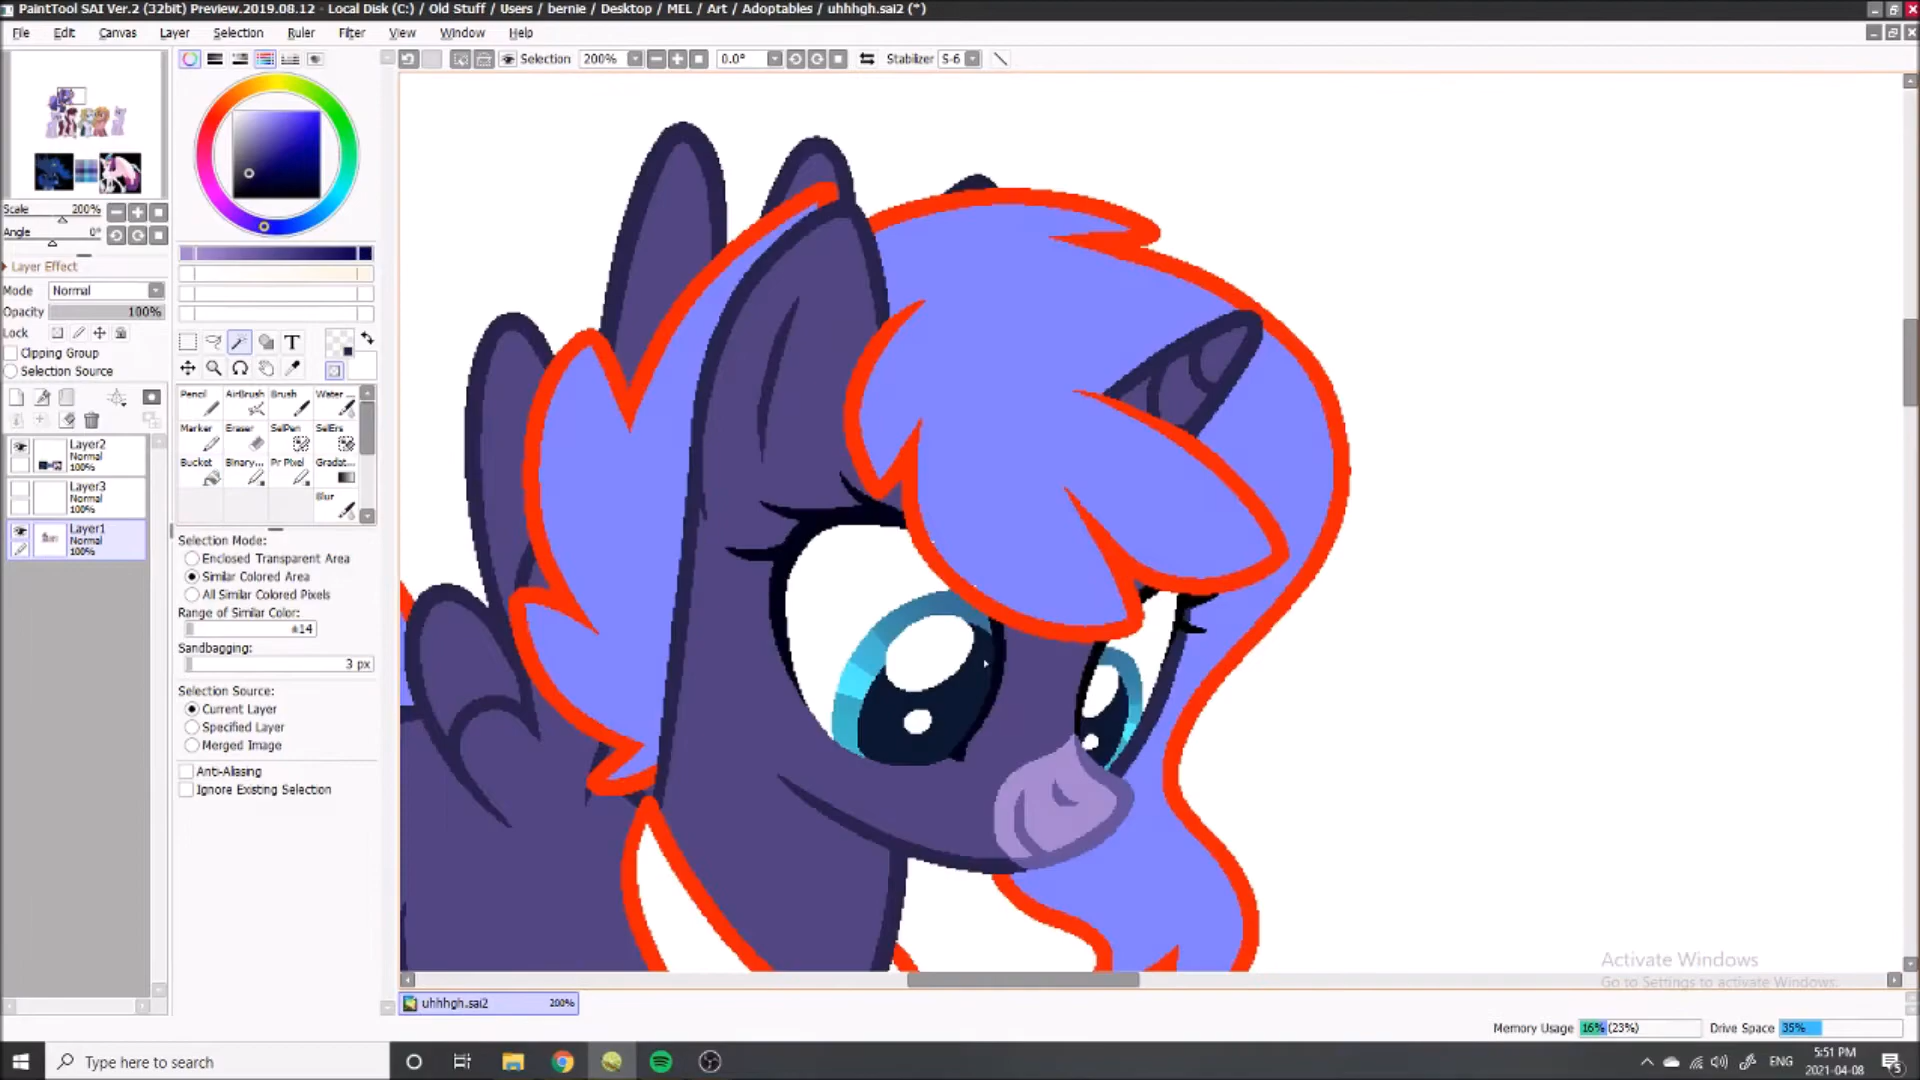 PaintTool SAI Ver.2 (32bit) Preview.2019.08.12 - Local Disk (C:) / Old Stuff / Users / bernie / Desktop / MEL / Art / Adoptables / uhhhgh.sai2 (*)
File Edit Canvas Layer Selection Ruler Filter View Window Help
Selection 200% 0.0° Stabilizer S-6
Scale 200%
Angle 0°
Layer Effect
Mode Normal
Opacity 100%
Lock
Clipping Group
Selection Source
Layer2
Normal
100%
Layer3
Normal
100%
Layer1
Normal
100%
T
Pencil AirBrush Brush Water ...
Marker Eraser SelPen SelErs
Bucket Binary... Pr Pixel Gradat...
Blur
Selection Mode:
Enclosed Transparent Area
Similar Colored Area
All Similar Colored Pixels
Range of Similar Color:
±14
Sandbagging:
3 px
Selection Source:
Current Layer
Specified Layer
Merged Image
Anti-Aliasing
Ignore Existing Selection
Activate Windows
Go to Settings to activate Windows.
uhhhgh.sai2 200%
Memory Usage 16% (23%) Drive Space 35%
Type here to search
ENG
5:51 PM
2021-04-08
5